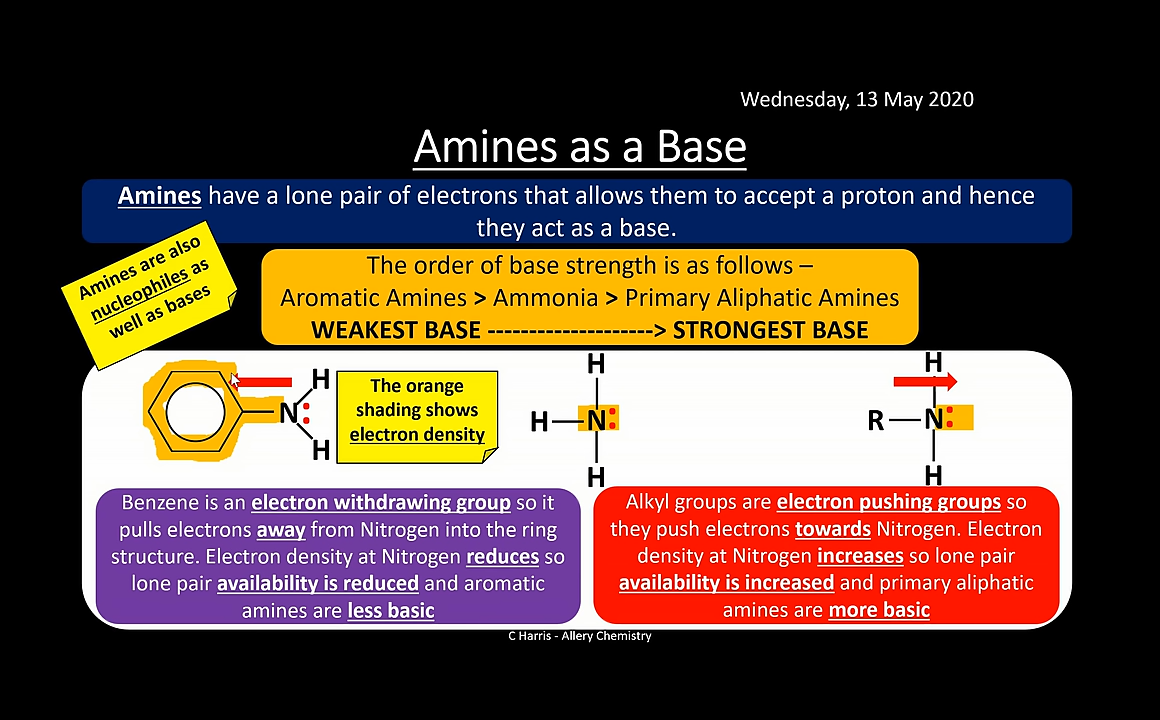 Wednesday, 13 May 2020
Amines as a Base
Amines have a lone pair of electrons that allows them to accept a proton and hence
they act as a base.
Amines are also
nucleophiles as
well as bases
The order of base strength is as follows –
Aromatic Amines > Ammonia > Primary Aliphatic Amines
WEAKEST BASE --------------------> STRONGEST BASE
H
N
H
The orange
shading shows
electron density
H
H N
H
H
R N
H
Benzene is an electron withdrawing group so it
pulls electrons away from Nitrogen into the ring
structure. Electron density at Nitrogen reduces so
lone pair availability is reduced and aromatic
amines are less basic
Alkyl groups are electron pushing groups so
they push electrons towards Nitrogen. Electron
density at Nitrogen increases so lone pair
availability is increased and primary aliphatic
amines are more basic
C Harris - Allery Chemistry